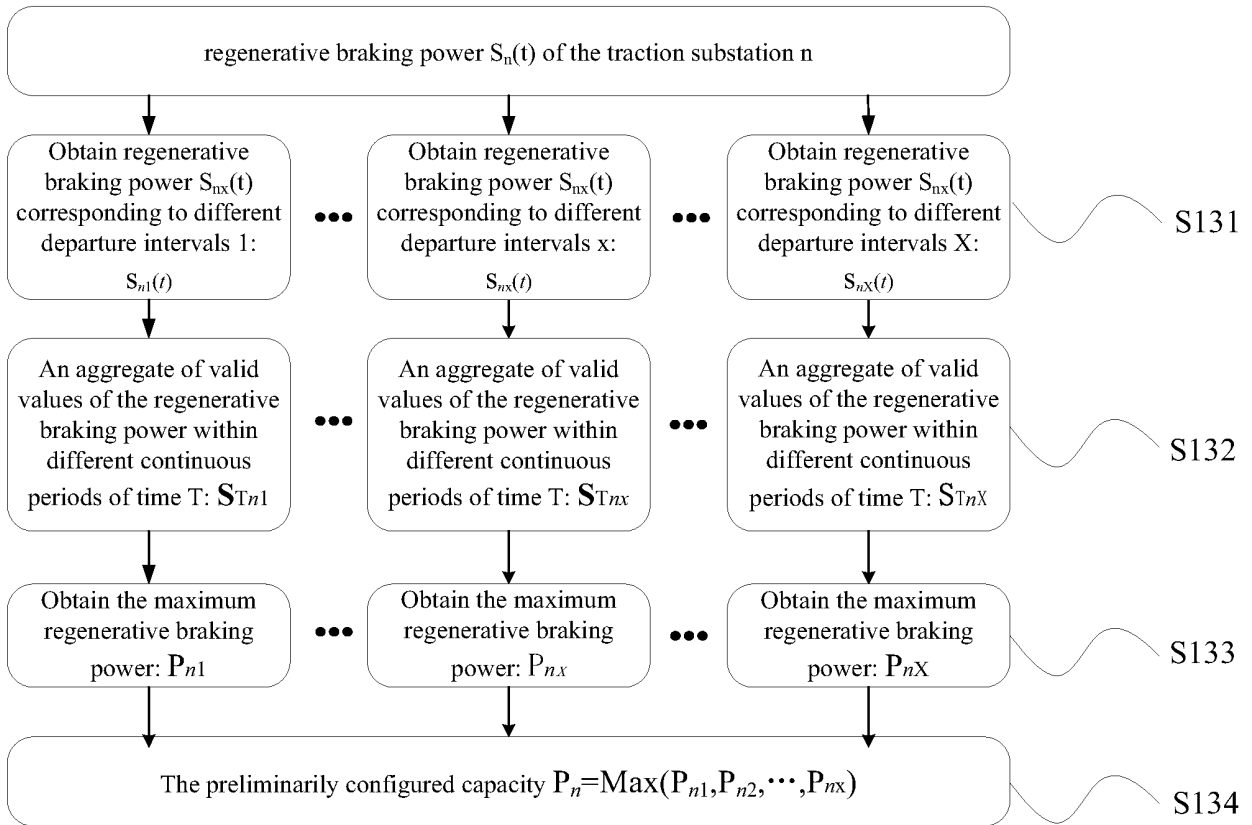 regenerative braking power Sn(t) of the traction substation n
Obtain regenerative
braking power Snx(t)
corresponding to different
departure intervals 1:
Sn1(t)
Obtain regenerative
braking power Snx(t)
corresponding to different
departure intervals x:
Snx(t)
Obtain regenerative
braking power Snx(t)
corresponding to different
departure intervals X:
SnX(t)
S131
An aggregate of valid
values of the regenerative
braking power within
different continuous
periods of time T: STn1
An aggregate of valid
values of the regenerative
braking power within
different continuous
periods of time T: STnx
An aggregate of valid
values of the regenerative
braking power within
different continuous
periods of time T: STnX
S132
Obtain the maximum
regenerative braking
power: Pn1
Obtain the maximum
regenerative braking
power: Pnx
Obtain the maximum
regenerative braking
power: PnX
S133
The preliminarily configured capacity Pn=Max(Pn1,Pn2,···,Pnx)
S134